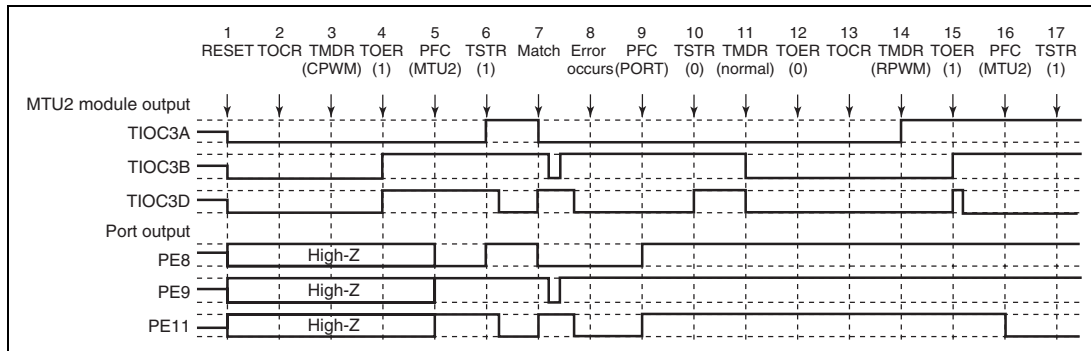 1 2 3 4 5 6 7 8 9 10 11 12 13 14 15 16 17
RESET TOCR TMDR TOER PFC TSTR Match Error PFC TSTR TMDR TOER TOCR TMDR TOER PFC TSTR
(CPWM) (1) (MTU2) (1) occurs (PORT) (0) (normal) (0) (RPWM) (1) (MTU2) (1)
MTU2 module output
TIOC3A
TIOC3B
TIOC3D
Port output
PE8 High-Z
PE9 High-Z
PE11 High-Z